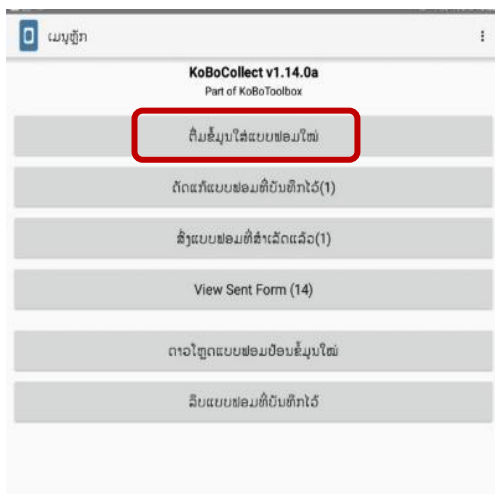 ເມນູຫຼັກ
KoBoCollect v1.14.0a
Part of KoBoToolbox
ຕື່ມຂໍ້ມູນໃສ່ແບບຟອມໃໝ່
ດັດແກ້ແບບຟອມທີ່ບັນທຶກໄວ້(1)
ສົ່ງແບບຟອມທີ່ສຳເລັດແລ້ວ(1)
View Sent Form (14)
ດາວໂຫຼດແບບຟອມປ້ອນຂໍ້ມູນໃໝ່
ລຶບແບບຟອມທີ່ບັນທຶກໄວ້